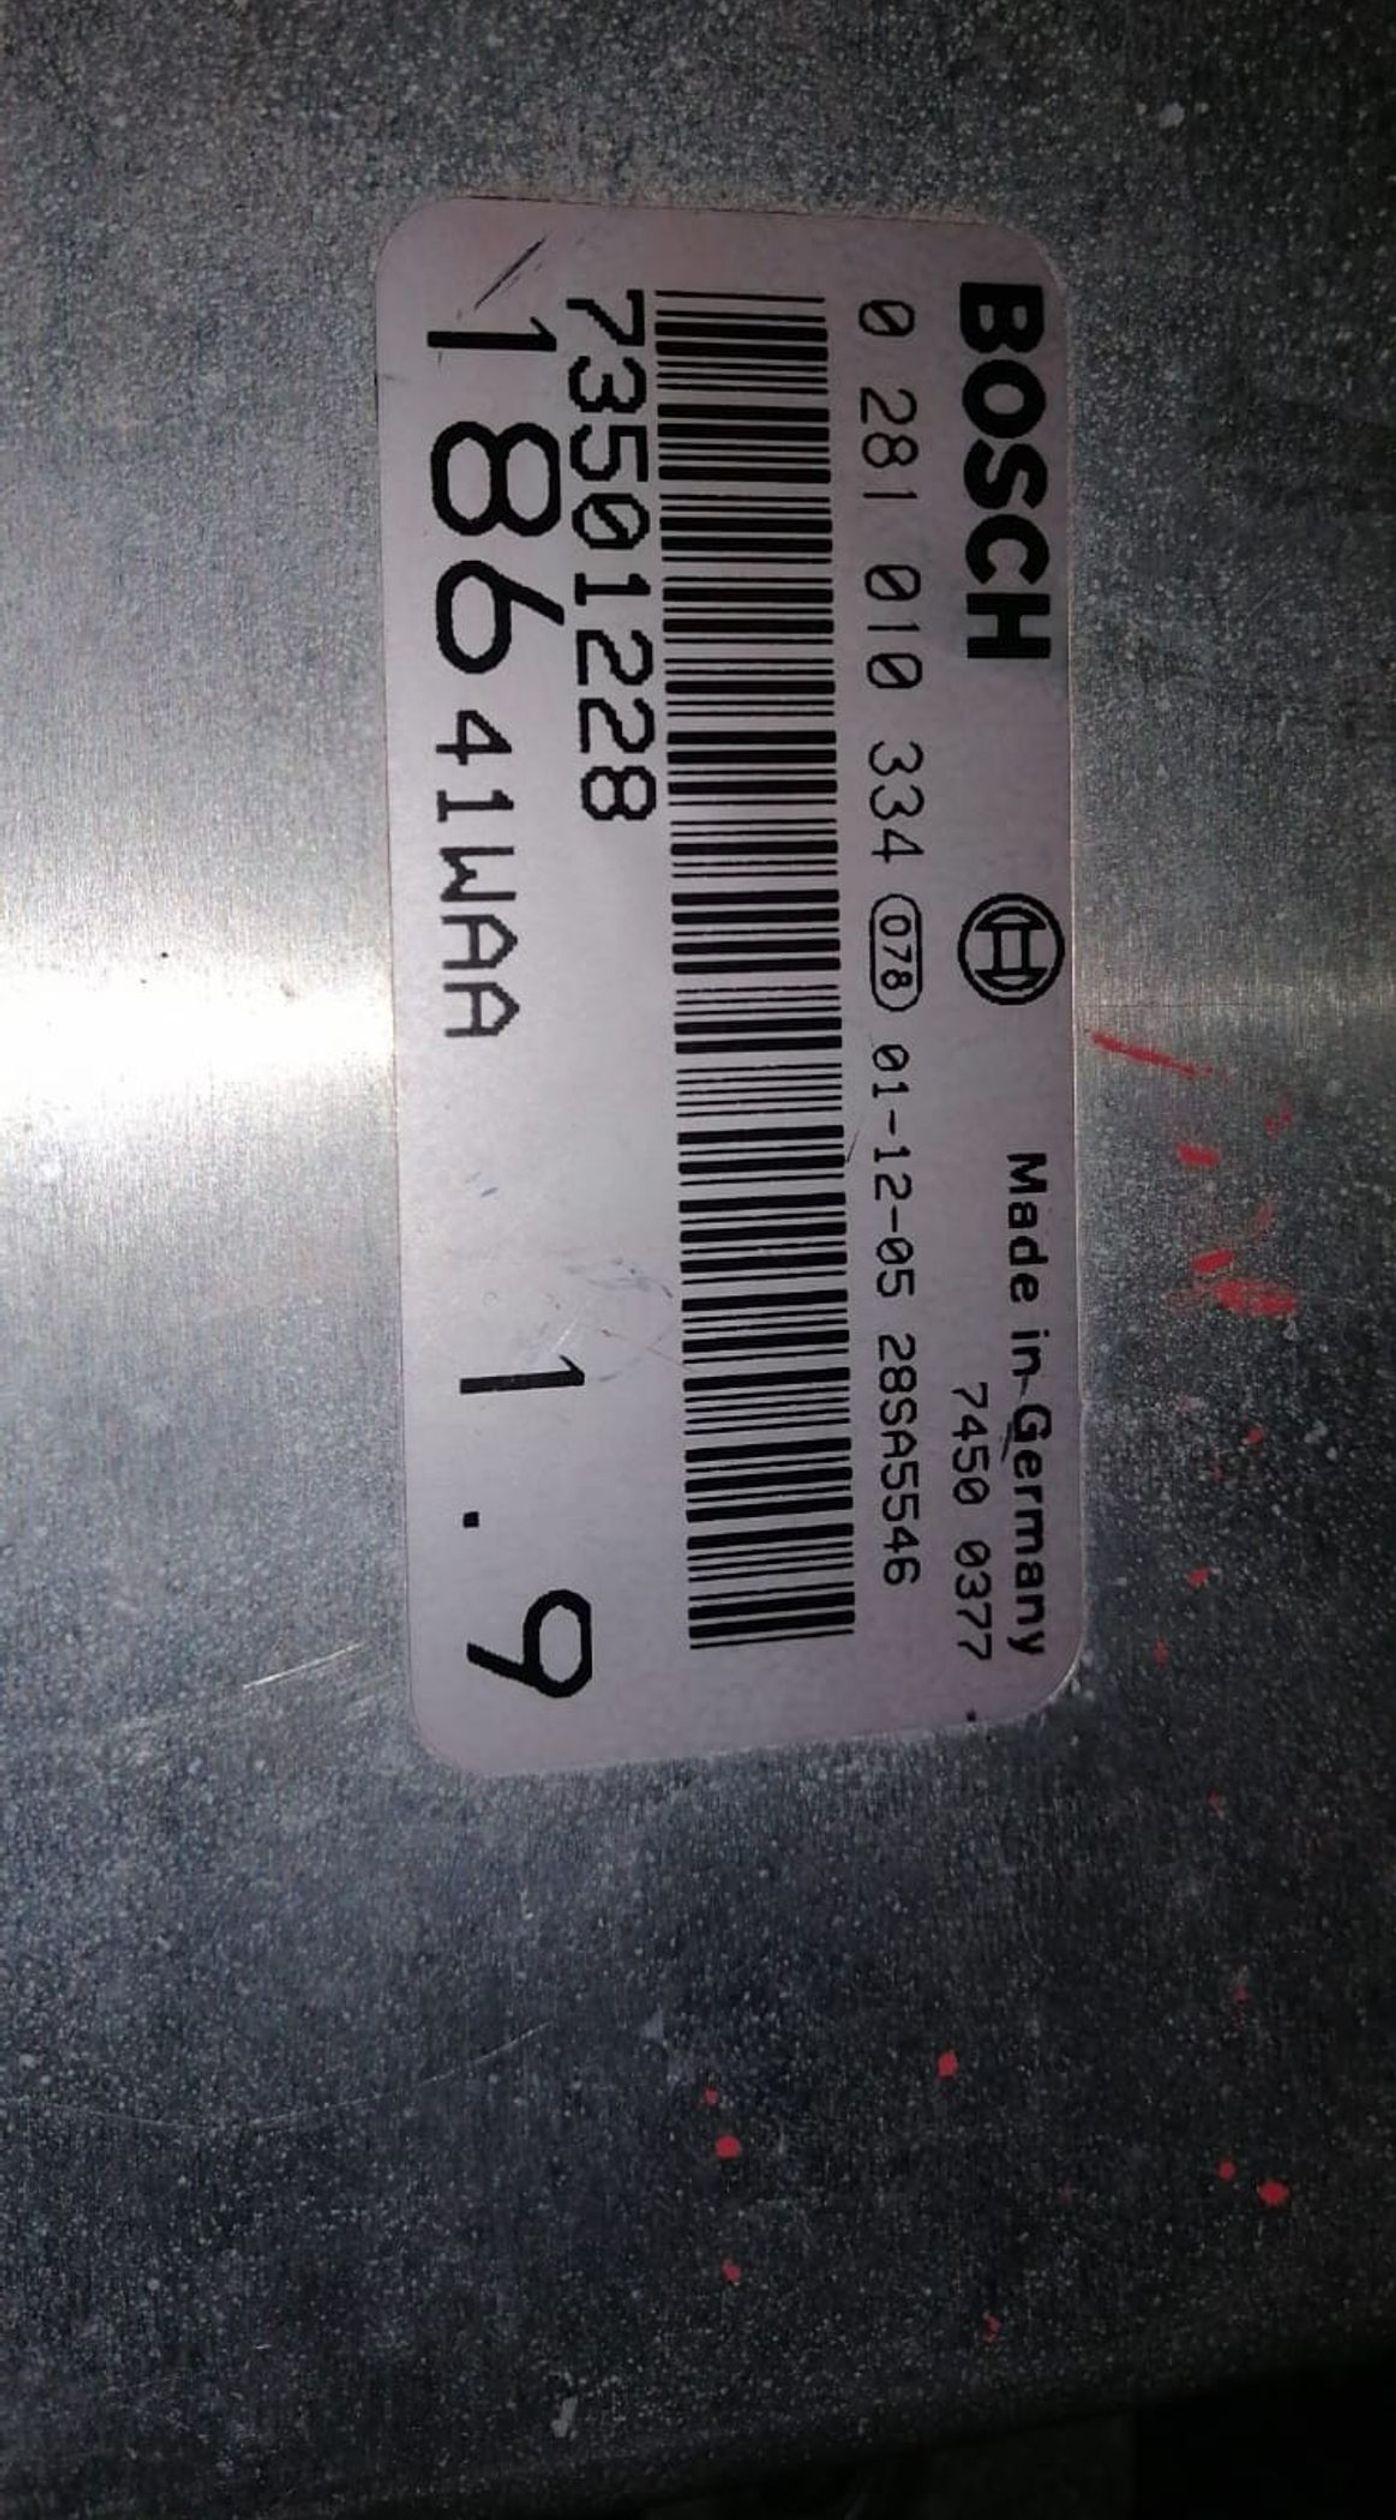 BOSCH Made in Germany
7450 0377
0 281 010 334 078 01-12-05 28SA5546
73501228
186 41WAA 1.9